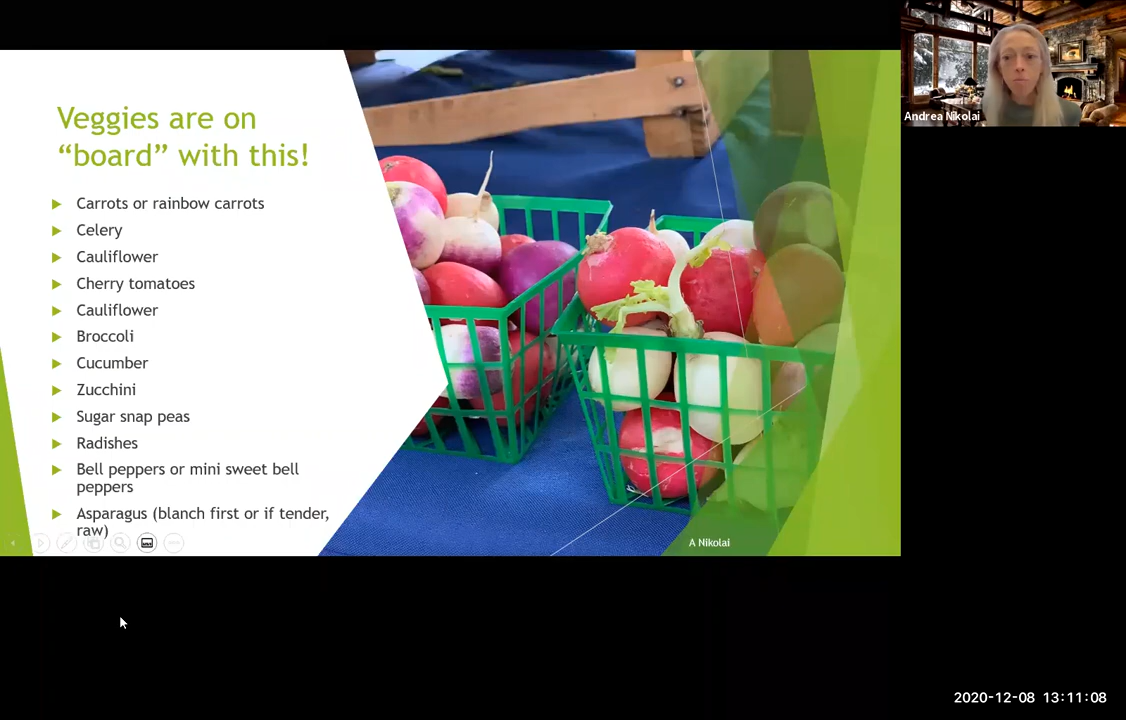 Veggies are on
“board” with this!
Carrots or rainbow carrots
Celery
Cauliflower
Cherry tomatoes
Cauliflower
Broccoli
Cucumber
Zucchini
Sugar snap peas
Radishes
Bell peppers or mini sweet bell
peppers
Asparagus (blanch first or if tender,
raw)
A Nikolai
Andrea Nikolai
2020-12-08 13:11:08